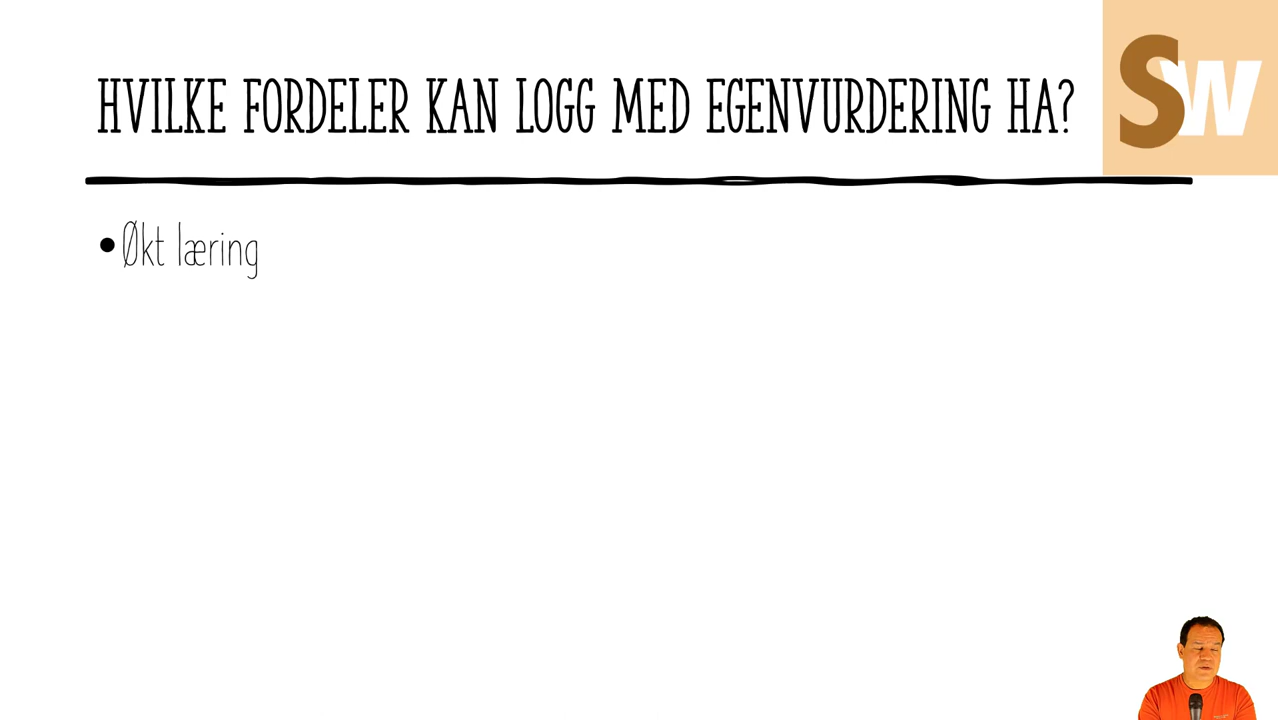 HVILKE FORDELER KAN LOGG MED EGENVURDERING HA?
SW
•Økt læring